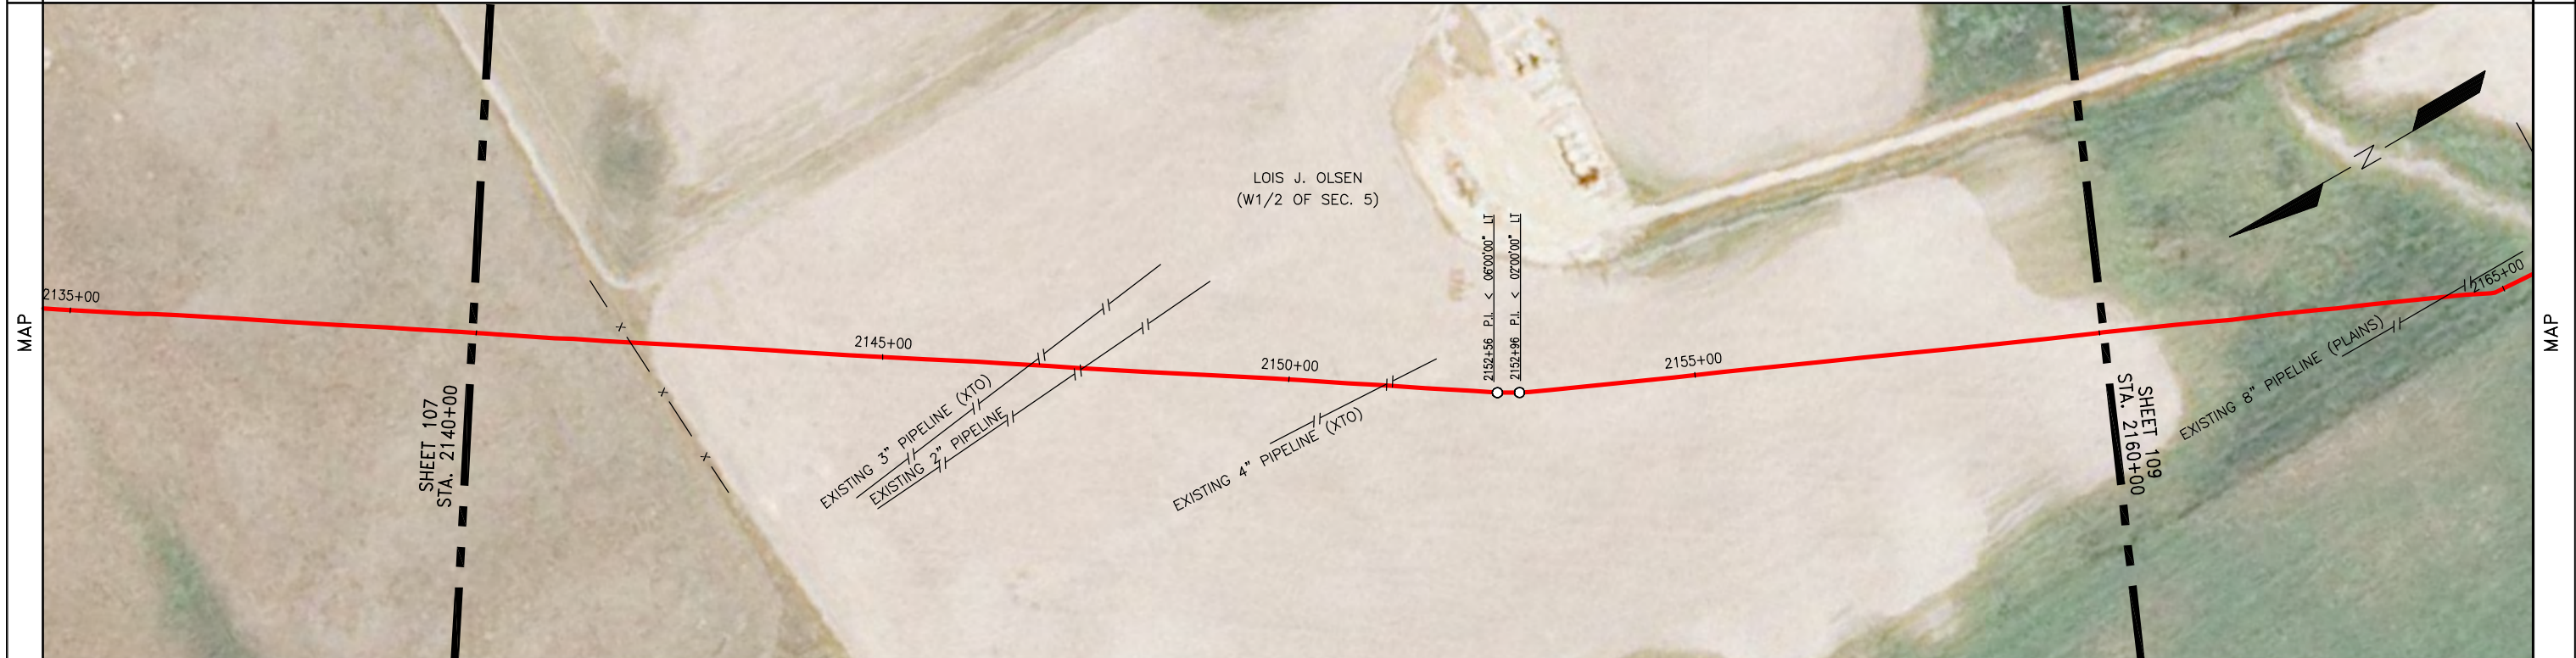 MAP
2135+00
SHEET 107
STA. 2140+00
2145+00
EXISTING 3" PIPELINE (XTO)
EXISTING 2" PIPELINE
LOIS J. OLSEN
(W1/2 OF SEC. 5)
2150+00
EXISTING 4" PIPELINE (XTO)
2152+56 P.I. < 06°00'00" LT
2152+96 P.I. < 02°00'00" LT
2155+00
SHEET 109
STA. 2160+00
EXISTING 8" PIPELINE (PLAINS)
2165+00
N
MAP